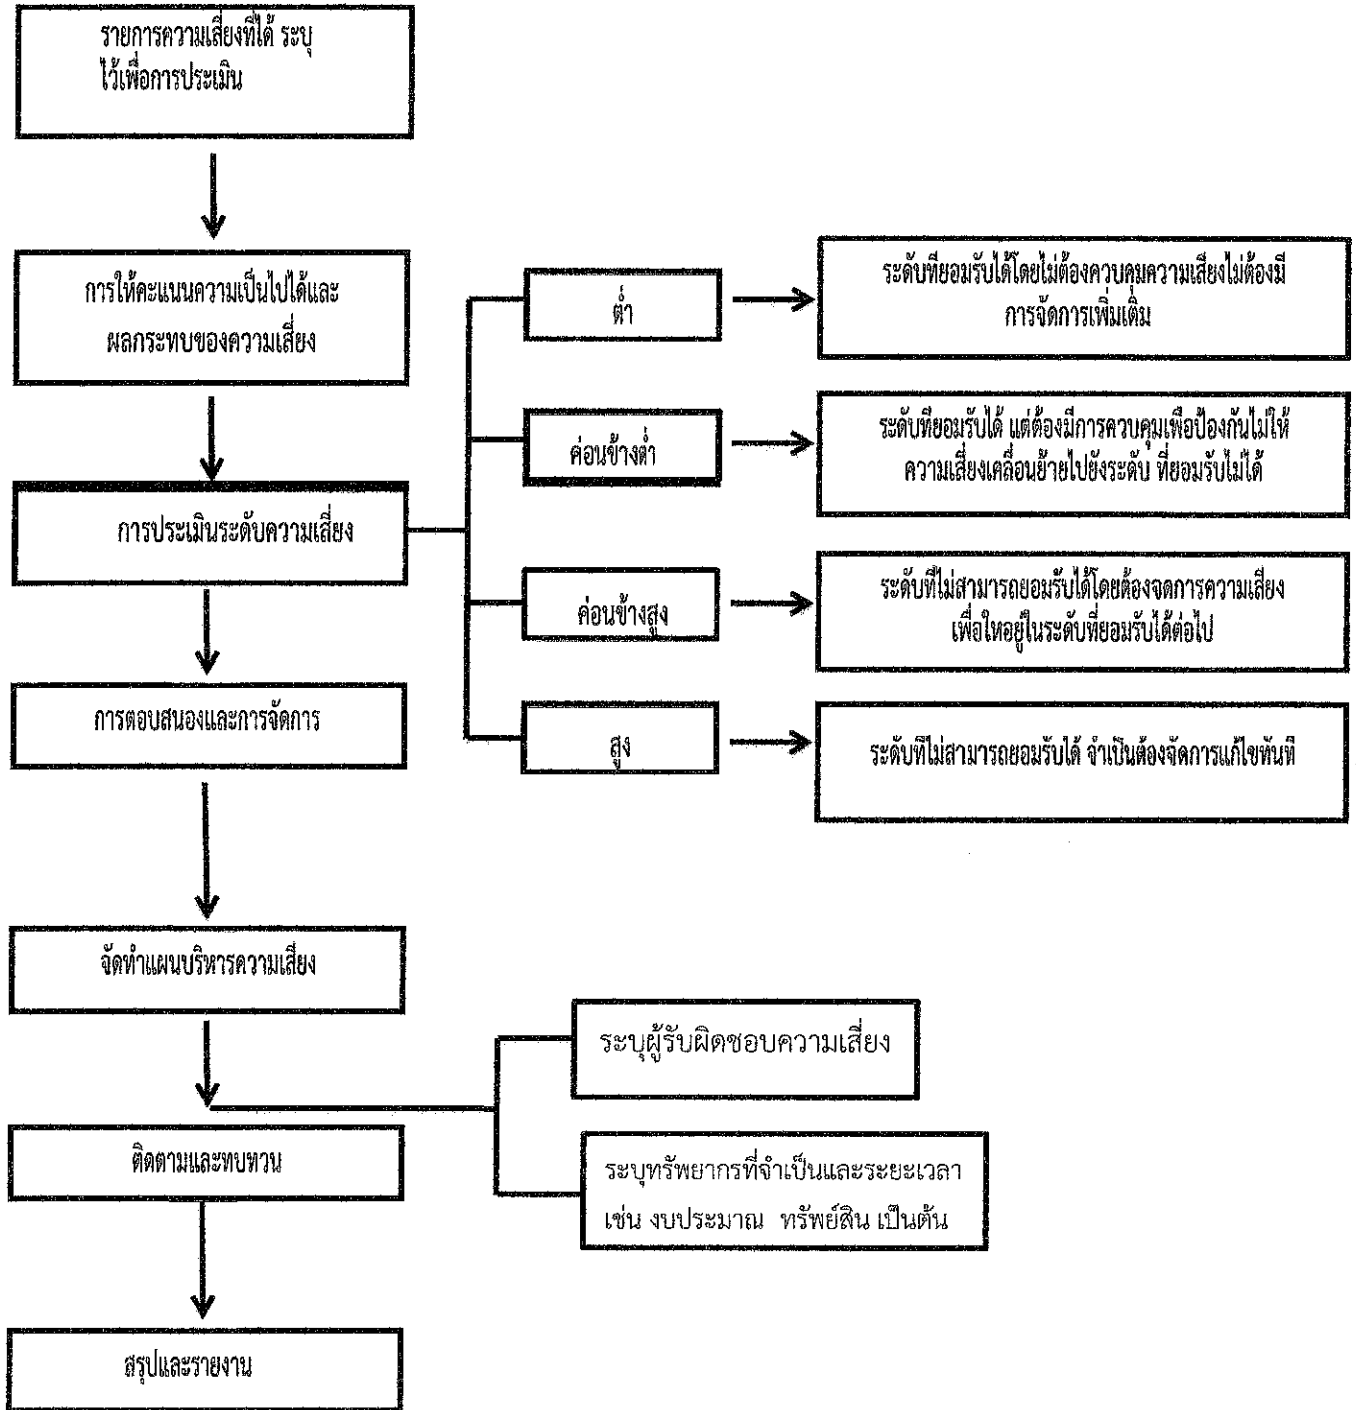 รายการความเสี่ยงที่ได้ ระบุ
ไว้เพื่อการประเมิน
การให้คะแนนความเป็นไปได้และ
ผลกระทบของความเสี่ยง
การประเมินระดับความเสี่ยง
ต่ำ
ระดับที่ยอมรับได้โดยไม่ต้องควบคุมความเสี่ยงไม่ต้องมี
การจัดการเพิ่มเติม
ค่อนข้างต่ำ
ระดับที่ยอมรับได้ แต่ต้องมีการควบคุมเพื่อป้องกันไม่ให้
ความเสี่ยงเคลื่อนย้ายไปยังระดับ ที่ยอมรับไม่ได้
ค่อนข้างสูง
ระดับที่ไม่สามารถยอมรับได้โดยต้องจดการความเสี่ยง
เพื่อใหอยู่ในระดับที่ยอมรับได้ต่อไป
สูง
ระดับที่ไม่สามารถยอมรับได้ จำเป็นต้องจัดการแก้ไขทันที
การตอบสนองและการจัดการ
จัดทำแผนบริหารความเสี่ยง
ระบุผู้รับผิดชอบความเสี่ยง
ระบุทรัพยากรที่จำเป็นและระยะเวลา
เช่น งบประมาณ ทรัพย์สิน เป็นต้น
ติดตามและทบทวน
สรุปและรายงาน